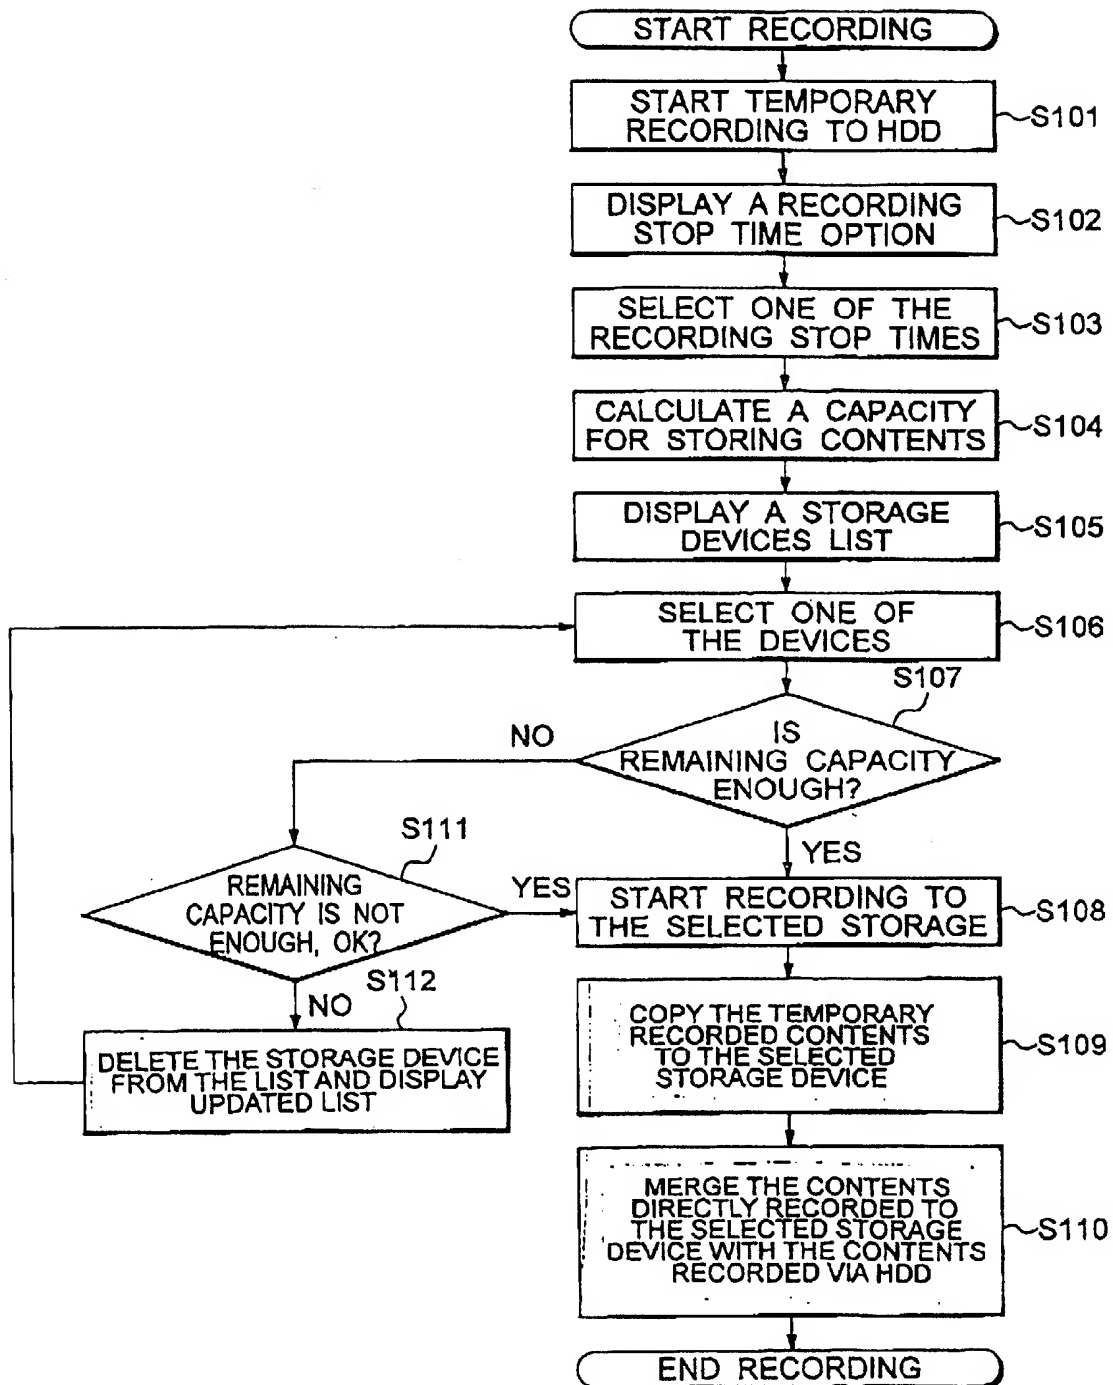 START RECORDING
START TEMPORARY
RECORDING TO HDD
S101
DISPLAY A RECORDING
STOP TIME OPTION
S102
SELECT ONE OF THE
RECORDING STOP TIMES
S103
CALCULATE A CAPACITY
FOR STORING CONTENTS
S104
DISPLAY A STORAGE
DEVICES LIST
S105
SELECT ONE OF
THE DEVICES
S106
S107
IS
REMAINING CAPACITY
ENOUGH?
NO
YES
S111
REMAINING
CAPACITY IS NOT
ENOUGH, OK?
YES
NO
START RECORDING TO
THE SELECTED STORAGE
S108
S112
DELETE THE STORAGE DEVICE
FROM THE LIST AND DISPLAY
UPDATED LIST
COPY THE TEMPORARY
RECORDED CONTENTS
TO THE SELECTED
STORAGE DEVICE
S109
MERGE THE CONTENTS
DIRECTLY RECORDED TO
THE SELECTED STORAGE
DEVICE WITH THE CONTENTS
RECORDED VIA HDD
S110
END RECORDING